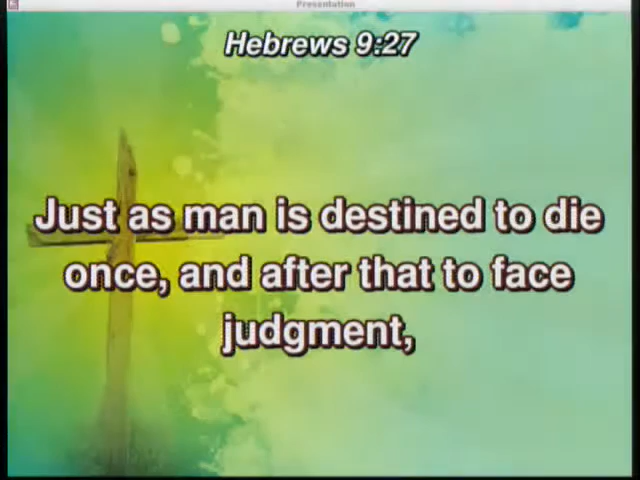 Presentation
Hebrews 9:27
Just as man is destined to die
once, and after that to face
judgment,